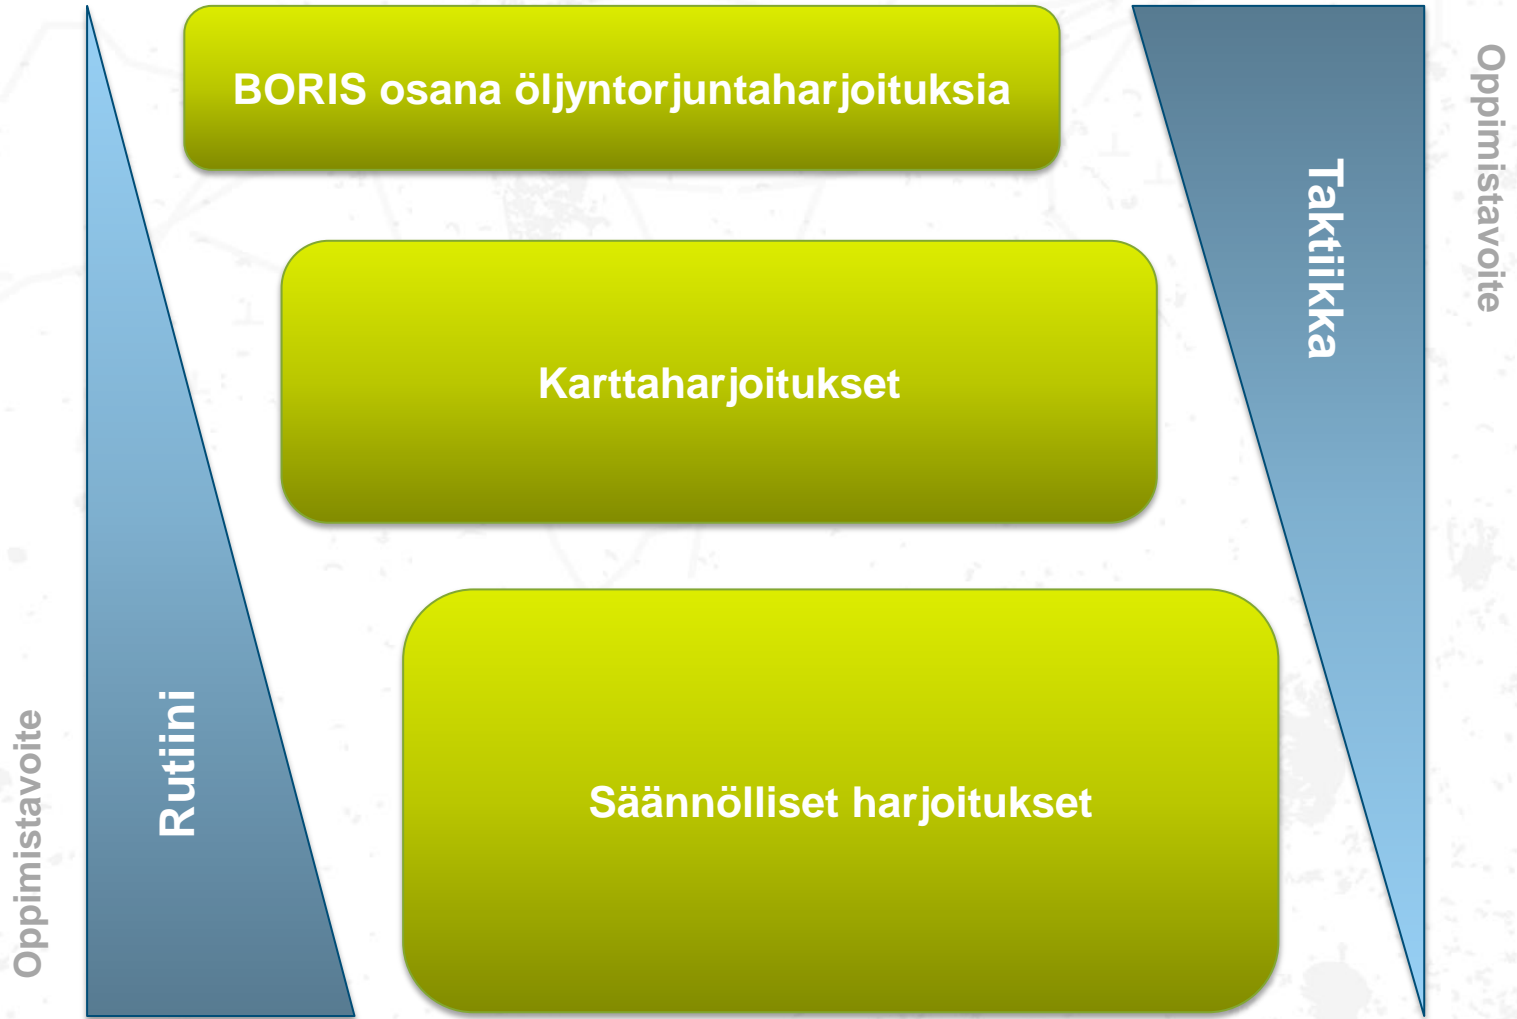 BORIS osana öljyntorjuntaharjoituksia
Oppimistavoite
Taktiikka
Karttaharjoitukset
Rutiini
Säännölliset harjoitukset
Oppimistavoite